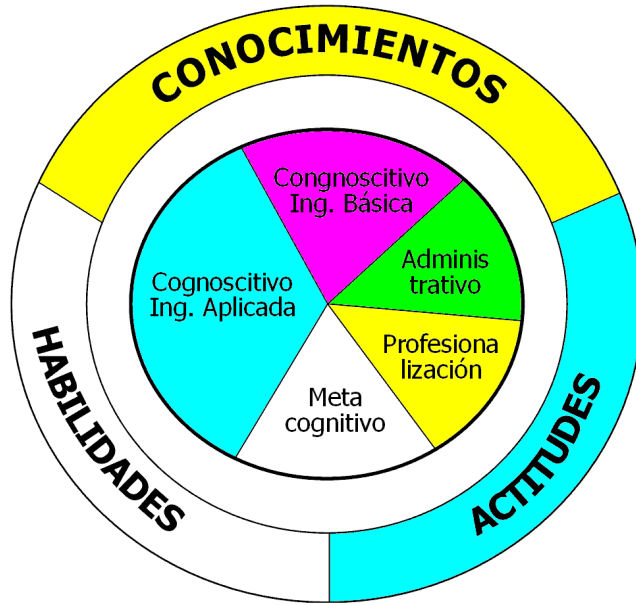 CONOCIMIENTOS
Congnoscitivo
Ing. Básica
Adminis
trativo
Cognoscitivo
Ing. Aplicada
Profesiona
lización
Meta
cognitivo
HABILIDADES
ACTITUDES